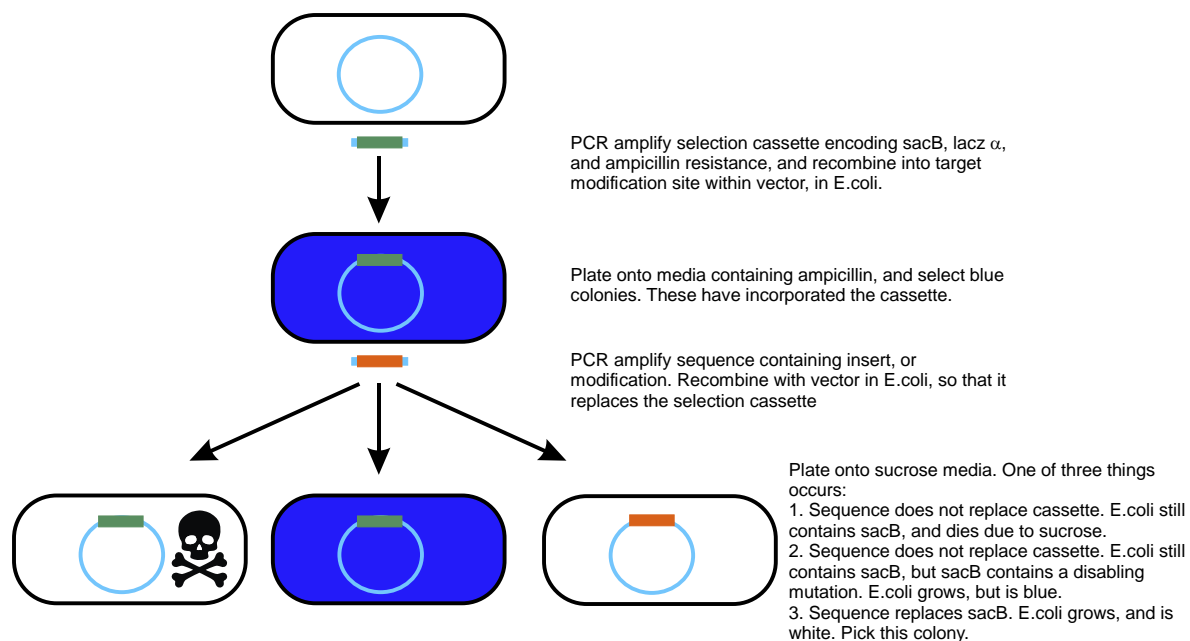 PCR amplify selection cassette encoding sacB, lacz α,
and ampicillin resistance, and recombine into target
modification site within vector, in E.coli.
Plate onto media containing ampicillin, and select blue
colonies. These have incorporated the cassette.
PCR amplify sequence containing insert, or
modification. Recombine with vector in E.coli, so that it
replaces the selection cassette
Plate onto sucrose media. One of three things
occurs:
1. Sequence does not replace cassette. E.coli still
contains sacB, and dies due to sucrose.
2. Sequence does not replace cassette. E.coli still
contains sacB, but sacB contains a disabling
mutation. E.coli grows, but is blue.
3. Sequence replaces sacB. E.coli grows, and is
white. Pick this colony.